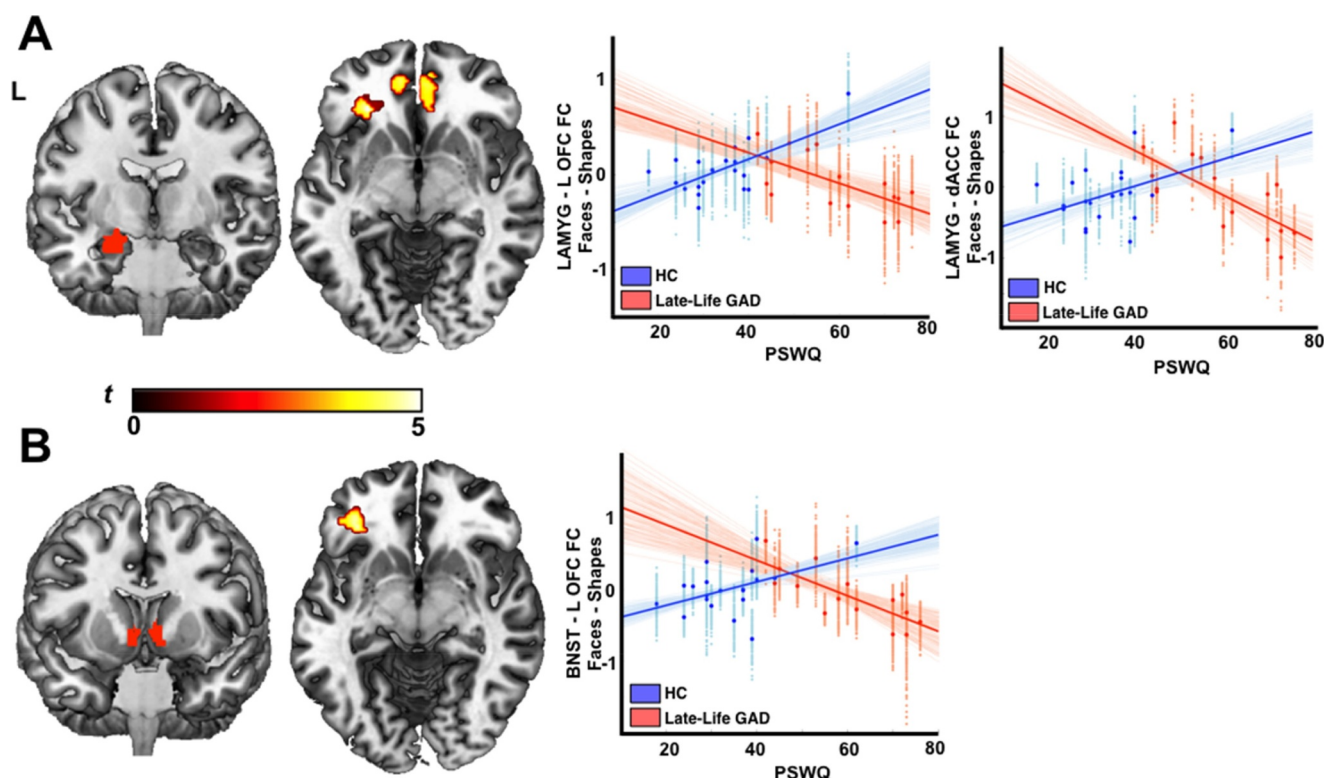 A
L
LAMYG - L OFC FC
Faces - Shapes
1
0
-1
HC
Late-Life GAD
20
40
60
80
PSWQ
LAMYG - dACC FC
Faces - Shapes
1
0
-1
HC
Late-Life GAD
20
40
60
80
PSWQ
t
0
5
B
BNST - L OFC FC
Faces - Shapes
1
0
-1
HC
Late-Life GAD
20
40
60
80
PSWQ